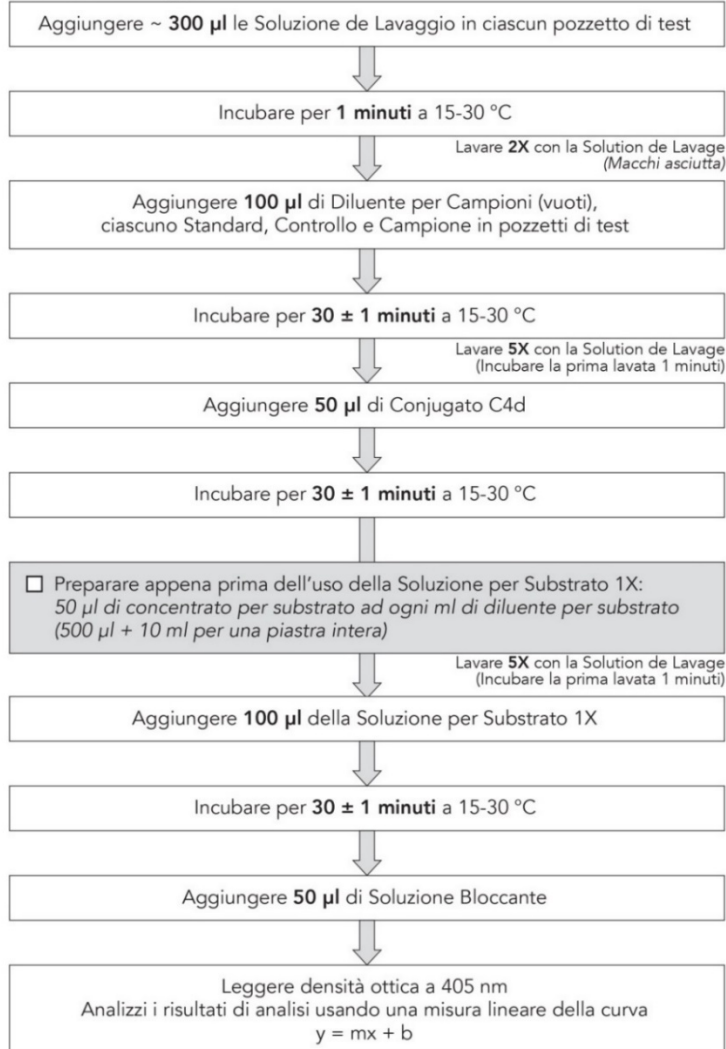 Aggiungere ~ 300 µl le Soluzione de Lavaggio in ciascun pozzetto di test
Incubare per 1 minuti a 15-30 °C
Lavare 2X con la Solution de Lavage
(Macchi asciutta)
Aggiungere 100 µl di Diluente per Campioni (vuoti),
ciascuno Standard, Controllo e Campione in pozzetti di test
Incubare per 30 ± 1 minuti a 15-30 °C
Lavare 5X con la Solution de Lavage
(Incubare la prima lavata 1 minuti)
Aggiungere 50 µl di Conjugato C4d
Incubare per 30 ± 1 minuti a 15-30 °C
☐ Preparare appena prima dell'uso della Soluzione per Substrato 1X:
50 µl di concentrato per substrato ad ogni ml di diluente per substrato
(500 µl + 10 ml per una piastra intera)
Lavare 5X con la Solution de Lavage
(Incubare la prima lavata 1 minuti)
Aggiungere 100 µl della Soluzione per Substrato 1X
Incubare per 30 ± 1 minuti a 15-30 °C
Aggiungere 50 µl di Soluzione Bloccante
Leggere densità ottica a 405 nm
Analizzi i risultati di analisi usando una misura lineare della curva
y = mx + b